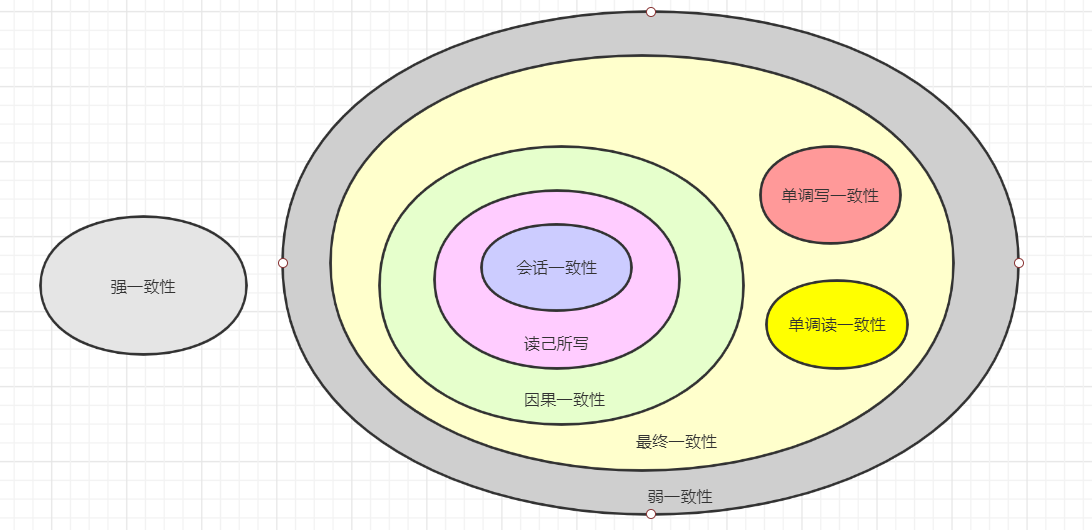 强一致性
单调写一致性
会话一致性
单调读一致性
读己所写
因果一致性
最终一致性
弱一致性